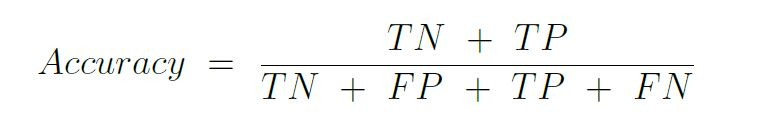 TN + TP
Accuracy =
TN + FP + TP + FN